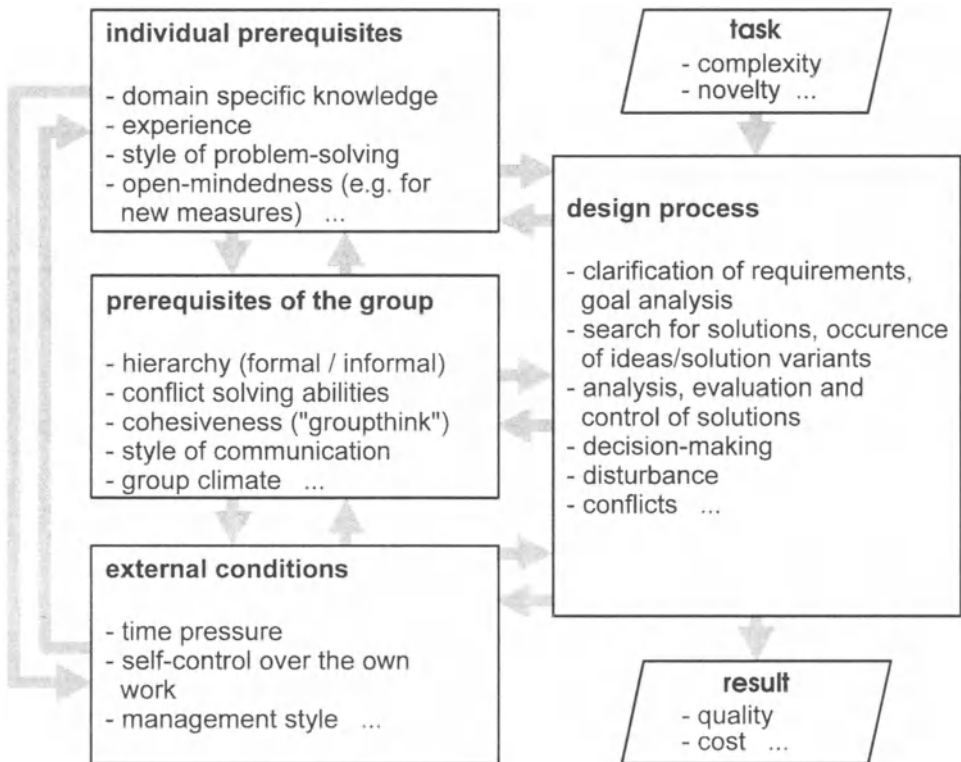 individual prerequisites
- domain specific knowledge
- experience
- style of problem-solving
- open-mindedness (e.g. for
new measures) ...
prerequisites of the group
- hierarchy (formal / informal)
- conflict solving abilities
- cohesiveness ("groupthink")
- style of communication
- group climate ...
external conditions
- time pressure
- self-control over the own
work
- management style ...
task
- complexity
- novelty ...
design process
- clarification of requirements,
goal analysis
- search for solutions, occurence
of ideas/solution variants
- analysis, evaluation and
control of solutions
- decision-making
- disturbance
- conflicts ...
result
- quality
- cost ...